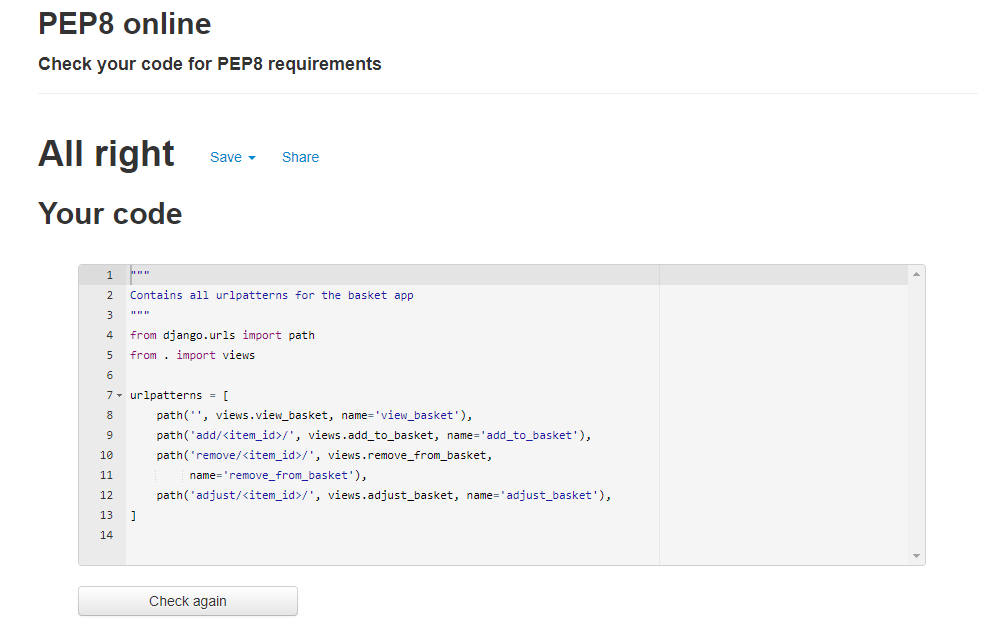 PEP8 online
Check your code for PEP8 requirements
All right Save Share
Your code
1 """
2 Contains all urlpatterns for the basket app
3 """
4 from django.urls import path
5 from . import views
6
7 urlpatterns = [
8 path('', views.view_basket, name='view_basket'),
9 path('add/<item_id>/', views.add_to_basket, name='add_to_basket'),
10 path('remove/<item_id>/', views.remove_from_basket,
11 name='remove_from_basket'),
12 path('adjust/<item_id>/', views.adjust_basket, name='adjust_basket'),
13 ]
14
Check again